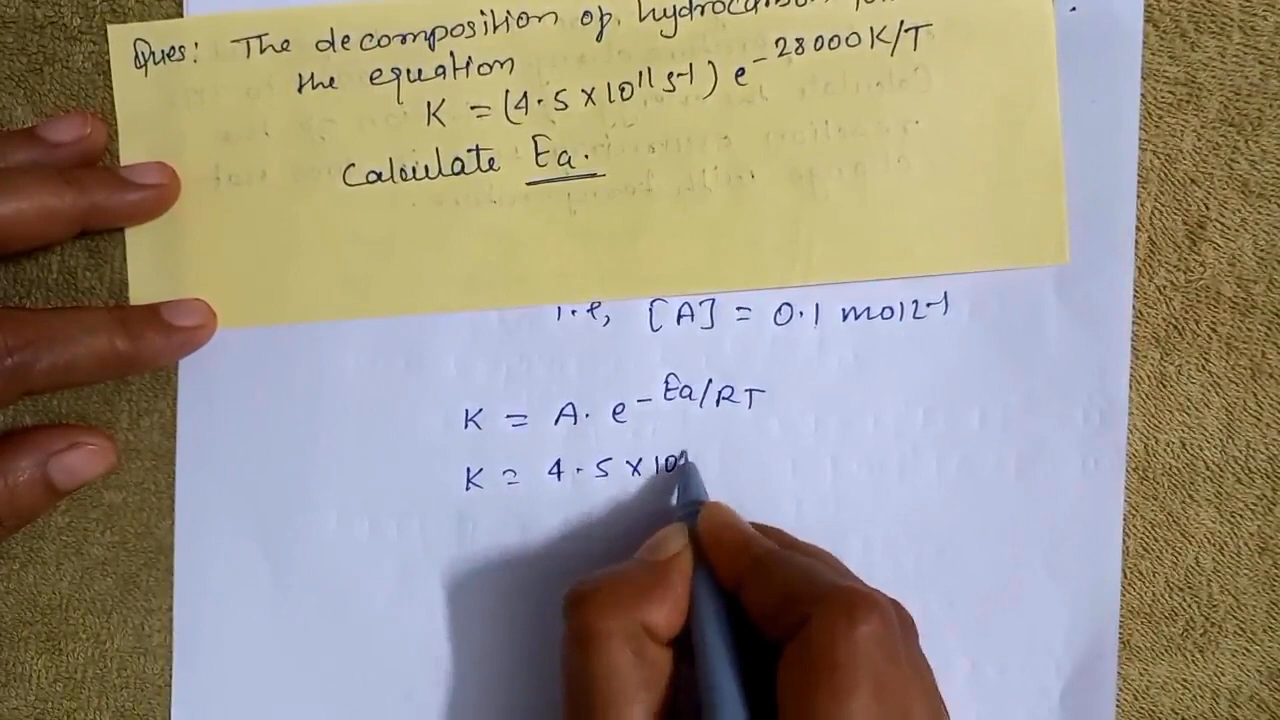 Ques: The decomposition of hydrocarbon
the equation
K = (4.5 × 10¹¹ s⁻¹) e^-28000K/T
Calculate Ea.
i.e, [A] = 0.1 mol L⁻¹
K = A. e^-Ea/RT
K = 4.5 × 10